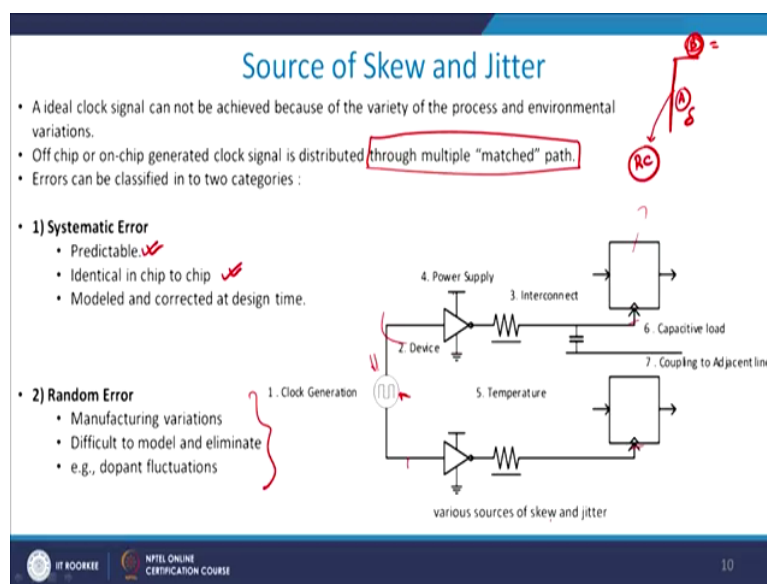 Source of Skew and Jitter
• A ideal clock signal can not be achieved because of the variety of the process and environmental
variations.
• Off chip or on-chip generated clock signal is distributed through multiple "matched" path.
• Errors can be classified in to two categories :
• 1) Systematic Error
• Predictable.
• Identical in chip to chip
• Modeled and corrected at design time.
• 2) Random Error
• Manufacturing variations
• Difficult to model and eliminate
• e.g., dopant fluctuations
B =
A
δ
RC
4. Power Supply
3. Interconnect
2. Device
6 . Capacitive load
7 . Coupling to Adjacent line
1 . Clock Generation
5. Temperature
various sources of skew and jitter
IIT ROORKEE
NPTEL ONLINE
CERTIFICATION COURSE
10